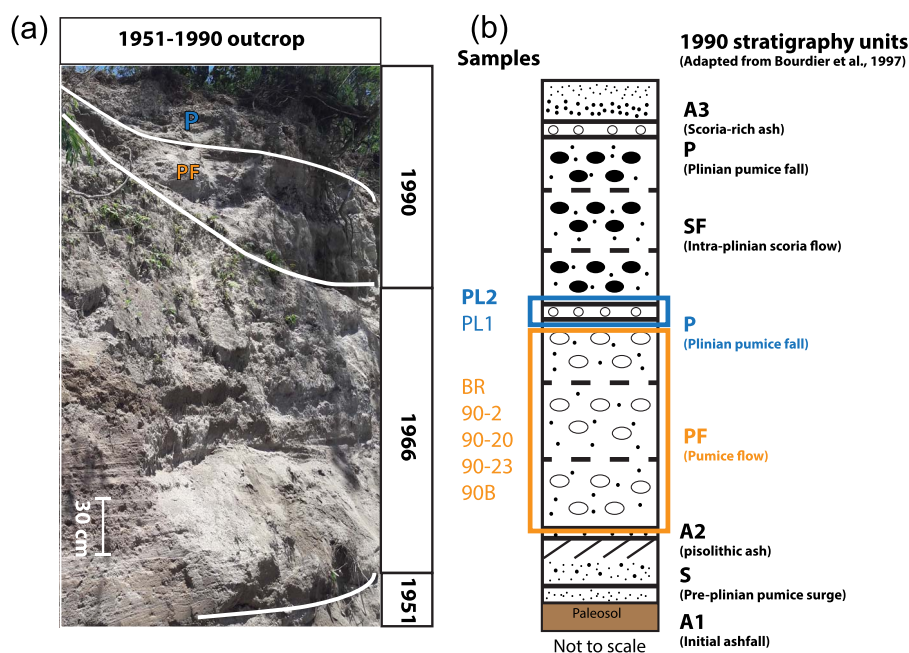 (a)
1951-1990 outcrop
P
PF
1990
1966
1951
30 cm
(b)
Samples
1990 stratigraphy units
(Adapted from Bourdier et al., 1997)
A3
(Scoria-rich ash)
P
(Plinian pumice fall)
SF
(Intra-plinian scoria flow)
PL2
PL1
P
(Plinian pumice fall)
BR
90-2
90-20
90-23
90B
PF
(Pumice flow)
A2
(pisolithic ash)
S
(Pre-plinian pumice surge)
Paleosol
A1
(Initial ashfall)
Not to scale